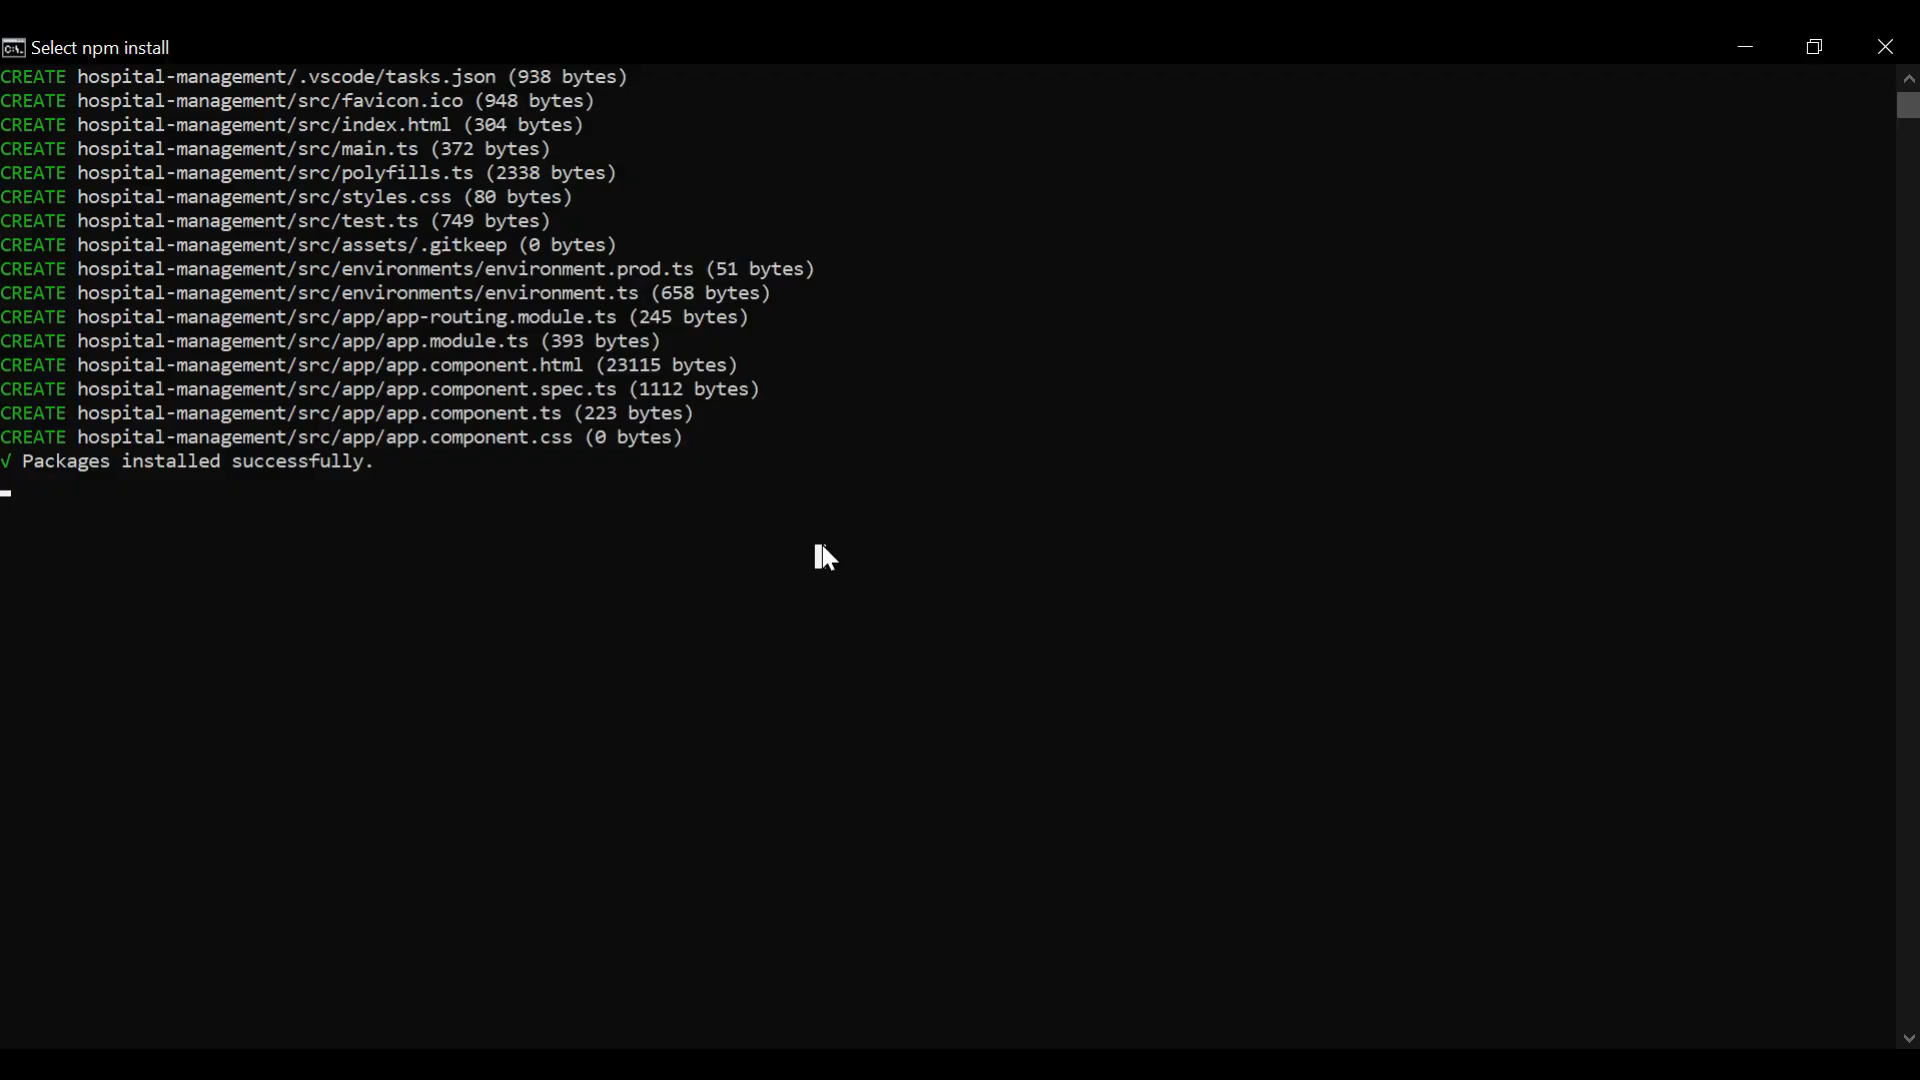 Select npm install
CREATE hospital-management/.vscode/tasks.json (938 bytes)
CREATE hospital-management/src/favicon.ico (948 bytes)
CREATE hospital-management/src/index.html (304 bytes)
CREATE hospital-management/src/main.ts (372 bytes)
CREATE hospital-management/src/polyfills.ts (2338 bytes)
CREATE hospital-management/src/styles.css (80 bytes)
CREATE hospital-management/src/test.ts (749 bytes)
CREATE hospital-management/src/assets/.gitkeep (0 bytes)
CREATE hospital-management/src/environments/environment.prod.ts (51 bytes)
CREATE hospital-management/src/environments/environment.ts (658 bytes)
CREATE hospital-management/src/app/app-routing.module.ts (245 bytes)
CREATE hospital-management/src/app/app.module.ts (393 bytes)
CREATE hospital-management/src/app/app.component.html (23115 bytes)
CREATE hospital-management/src/app/app.component.spec.ts (1112 bytes)
CREATE hospital-management/src/app/app.component.ts (223 bytes)
CREATE hospital-management/src/app/app.component.css (0 bytes)
√ Packages installed successfully.